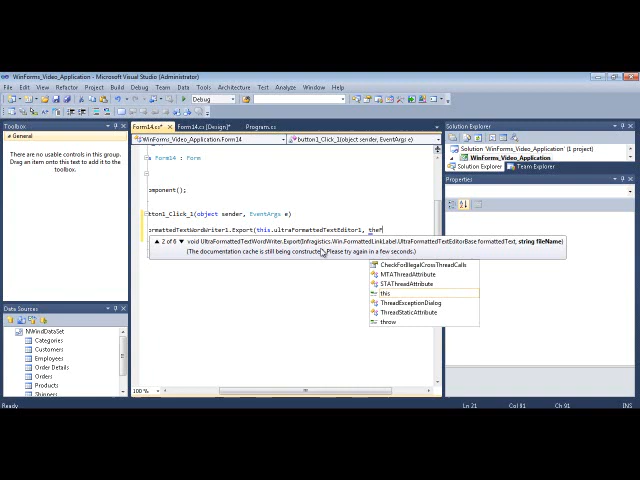 WinForms_Video_Application - Microsoft Visual Studio (Administrator)
File Edit View Refactor Project Build Debug Team Data Tools Architecture Test Analyze Window Infragistics Help
Debug
Toolbox
General
There are no usable controls in this group. Drag an item onto this text to add it to the toolbox.
Form14.cs* Form14.cs [Design]* Program.cs
WinForms_Video_Application.Form14
button1_Click_1(object sender, EventArgs e)
s Form14 : Form
mponent();
tton1_Click_1(object sender, EventArgs e)
ormattedTextWordWriter1.Export(this.ultraFormattedTextEditor1, theF
2 of 6 void UltraFormattedTextWordWriter.Export(Infragistics.Win.FormattedLinkLabel.UltraFormattedTextEditorBase formattedText, string fileName)
(The documentation cache is still being constructed. Please try again in a few seconds.)
CheckForIllegalCrossThreadCalls
MTAThreadAttribute
STAThreadAttribute
this
ThreadExceptionDialog
ThreadStaticAttribute
throw
100 %
Data Sources
NWindDataSet
Categories
Customers
Employees
Order Details
Orders
Products
Shippers
Solution Explorer
Solution 'WinForms_Video_Application' (1 project)
WinForms_Video_Application
Solution Explorer Team Explorer
Properties
Ready
Ln 21 Col 91 Ch 91 INS